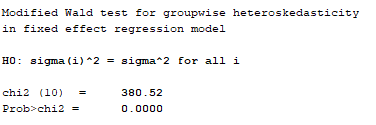 Modified Wald test for groupwise heteroskedasticity
in fixed effect regression model
H0: sigma(i)^2 = sigma^2 for all i
chi2 (10) = 380.52
Prob>chi2 = 0.0000